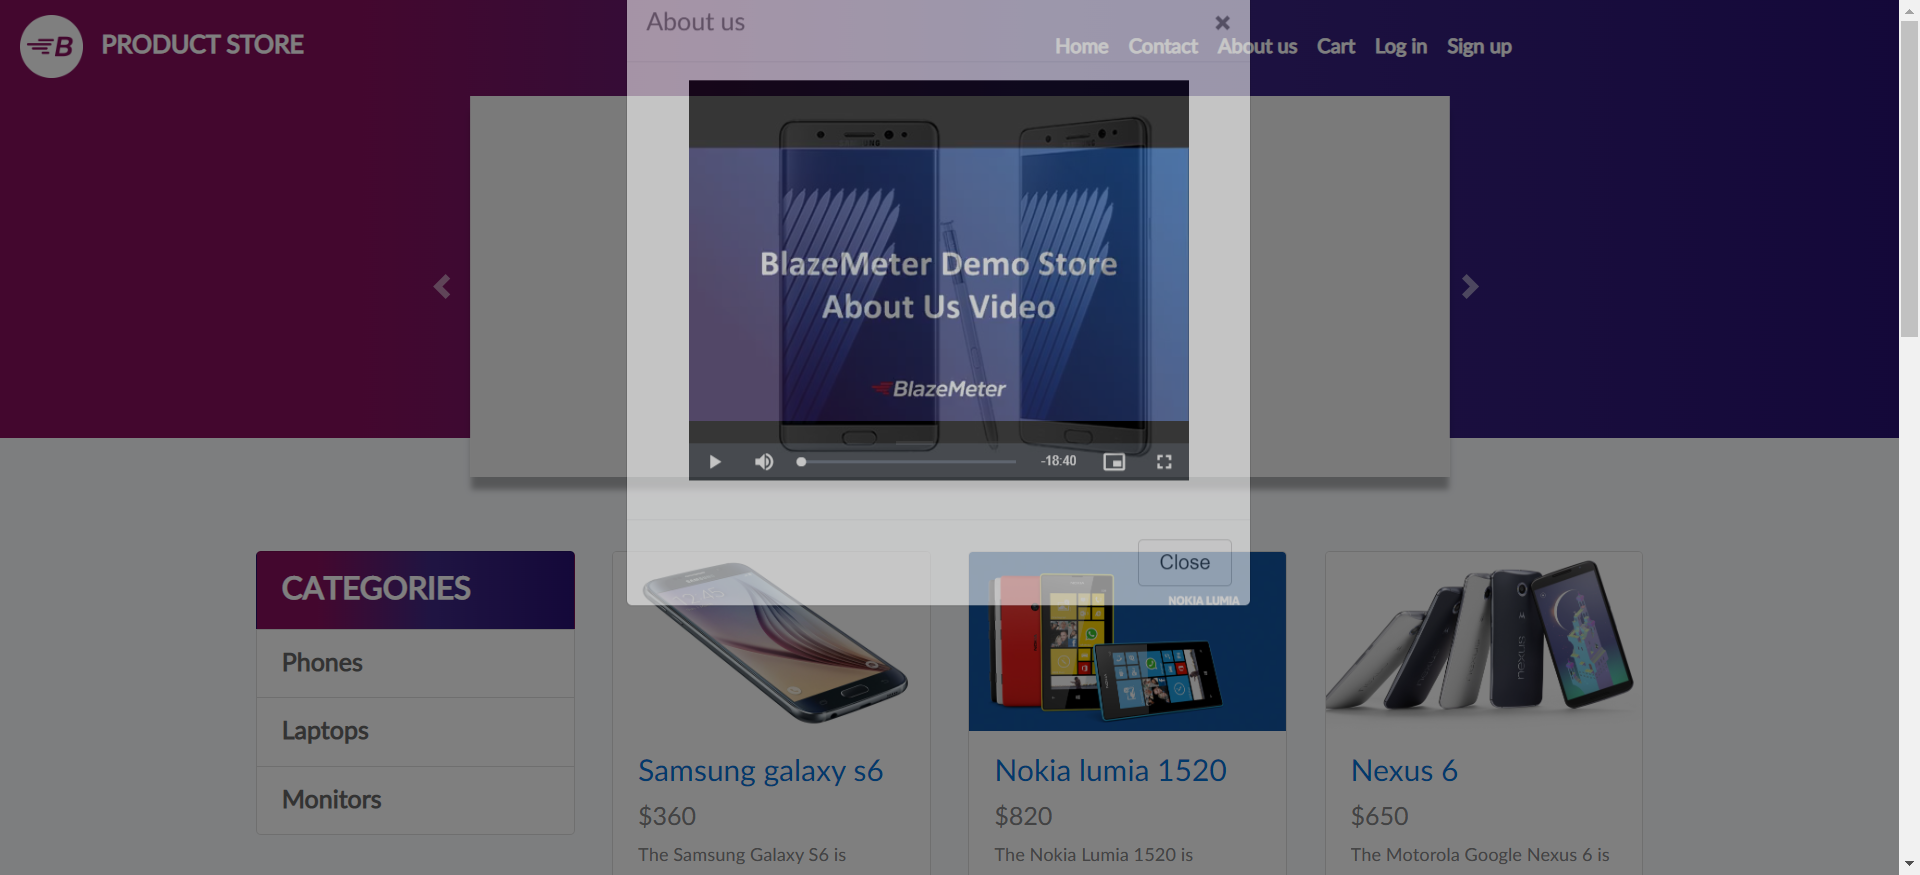 About us
×
B PRODUCT STORE
Home Contact About us Cart Log in Sign up
SAMSUNG
BlazeMeter Demo Store
About Us Video
BlazeMeter
-18:40
Close
CATEGORIES
Phones
Laptops
Monitors
NOKIA LUMIA
nexus
Samsung galaxy s6
$360
The Samsung Galaxy S6 is
Nokia lumia 1520
$820
The Nokia Lumia 1520 is
Nexus 6
$650
The Motorola Google Nexus 6 is